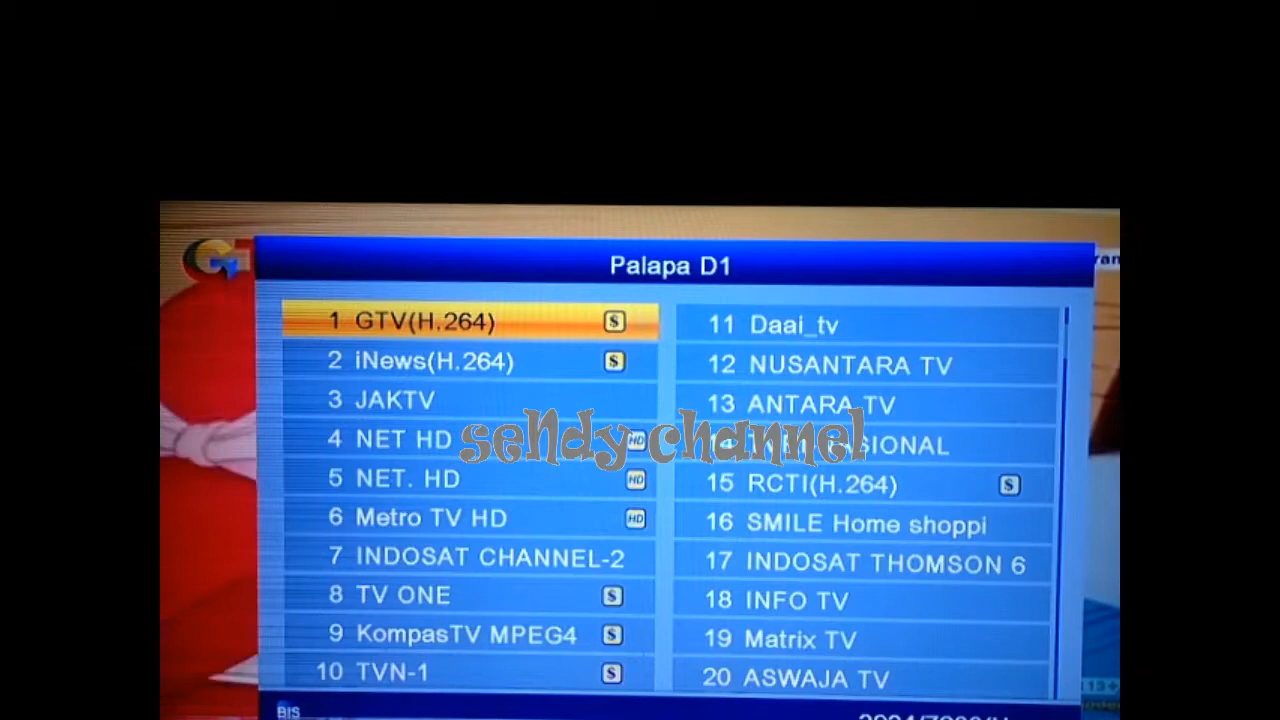 Palapa D1
1 GTV(H.264) S
2 iNews(H.264) S
3 JAKTV
4 NET HD HD
5 NET. HD HD
6 Metro TV HD HD
7 INDOSAT CHANNEL-2
8 TV ONE S
9 KompasTV MPEG4 S
10 TVN-1 S
11 Daai_tv
12 NUSANTARA TV
13 ANTARA TV
14
15 RCTI(H.264) S
16 SMILE Home shoppi
17 INDOSAT THOMSON 6
18 INFO TV
19 Matrix TV
20 ASWAJA TV
seNdy channel
BIS
13+